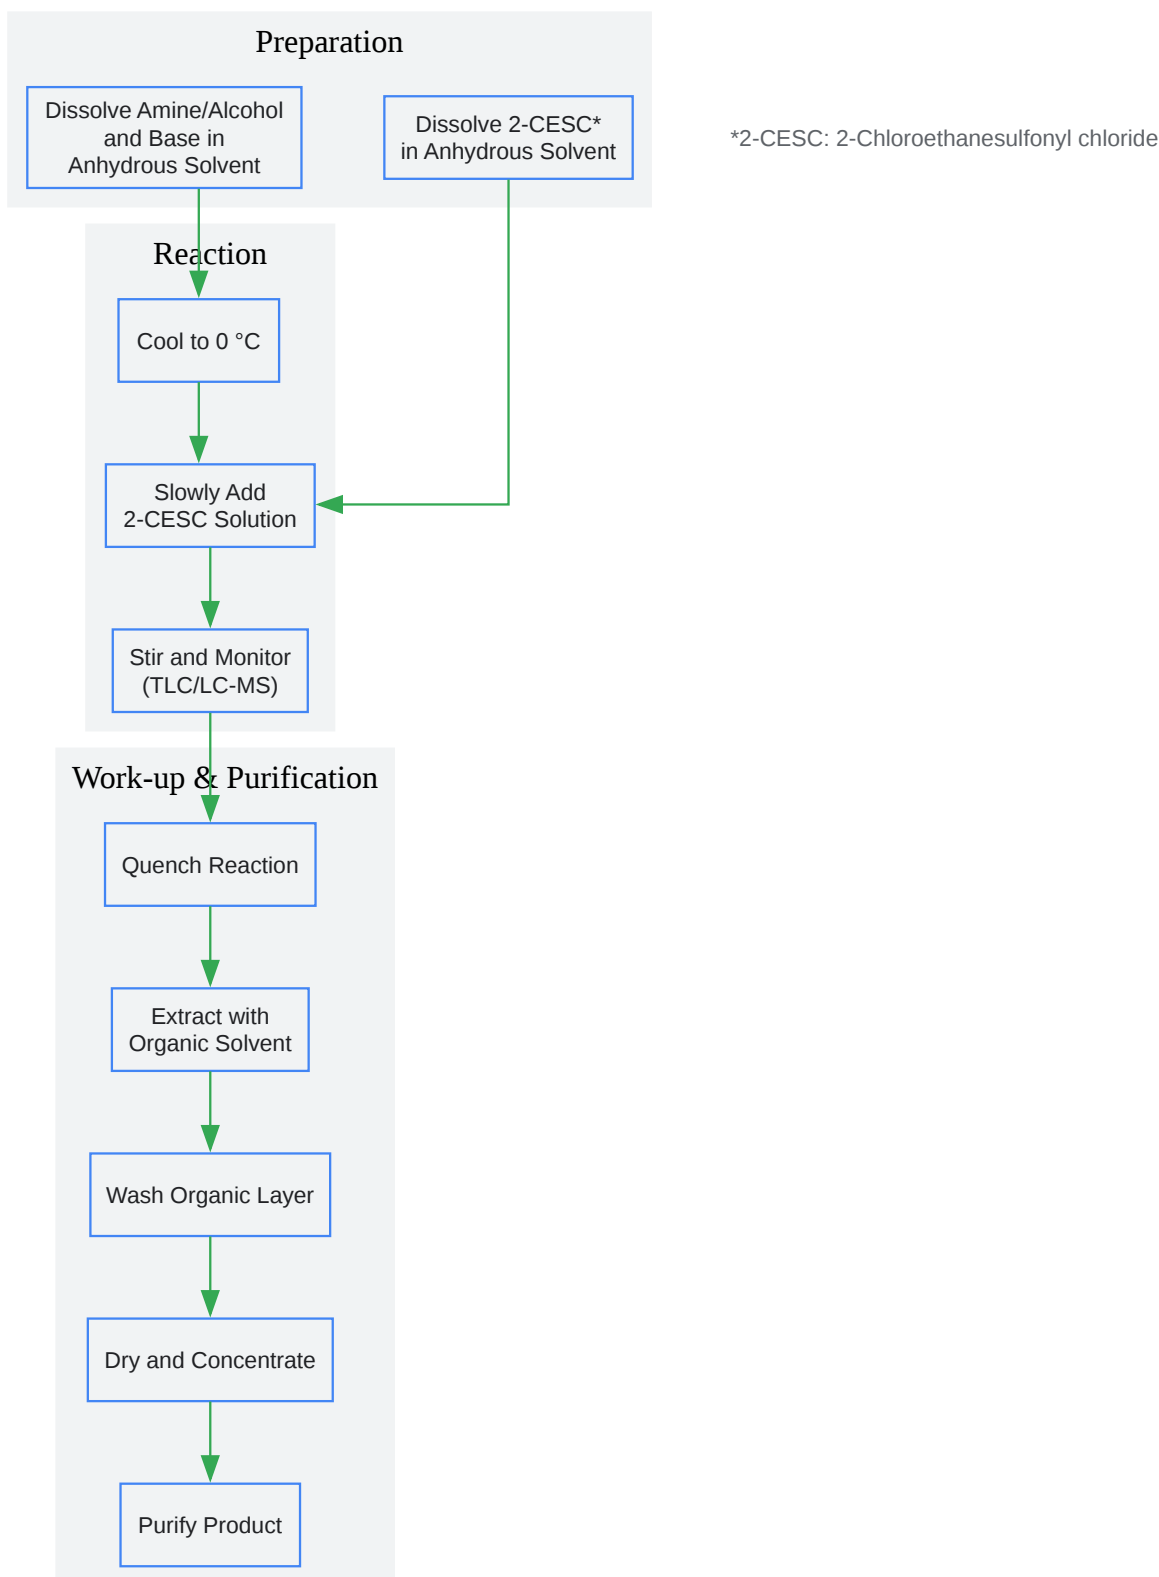 Preparation
Dissolve Amine/Alcohol
and Base in
Anhydrous Solvent
Dissolve 2-CESC*
in Anhydrous Solvent
*2-CESC: 2-Chloroethanesulfonyl chloride
Reaction
Cool to 0 °C
Slowly Add
2-CESC Solution
Stir and Monitor
(TLC/LC-MS)
Work-up & Purification
Quench Reaction
Extract with
Organic Solvent
Wash Organic Layer
Dry and Concentrate
Purify Product